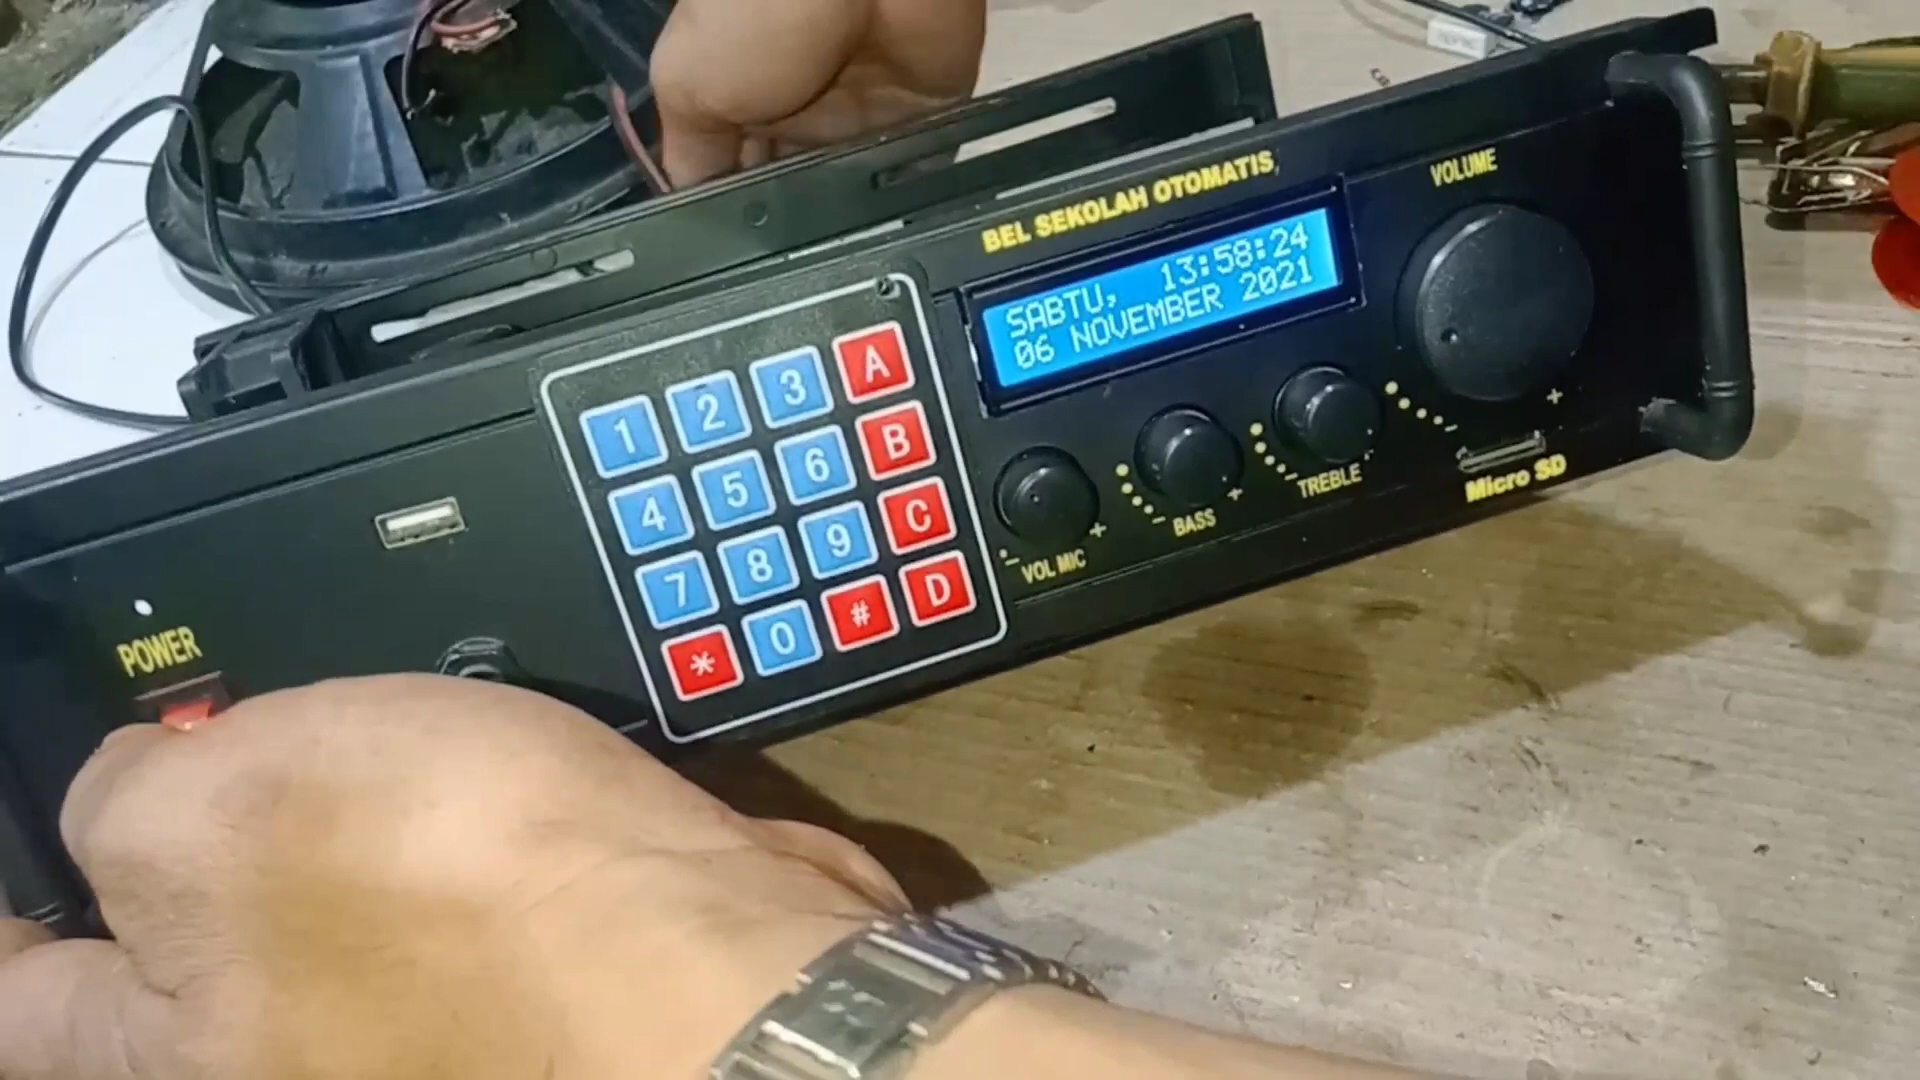 BEL SEKOLAH OTOMATIS
VOLUME
SABTU, 13:58:24
06 NOVEMBER 2021
1 2 3 A
4 5 6 B
7 8 9 C
* 0 # D
POWER
- VOL MIC +
- BASS +
- TREBLE +
- +
Micro SD